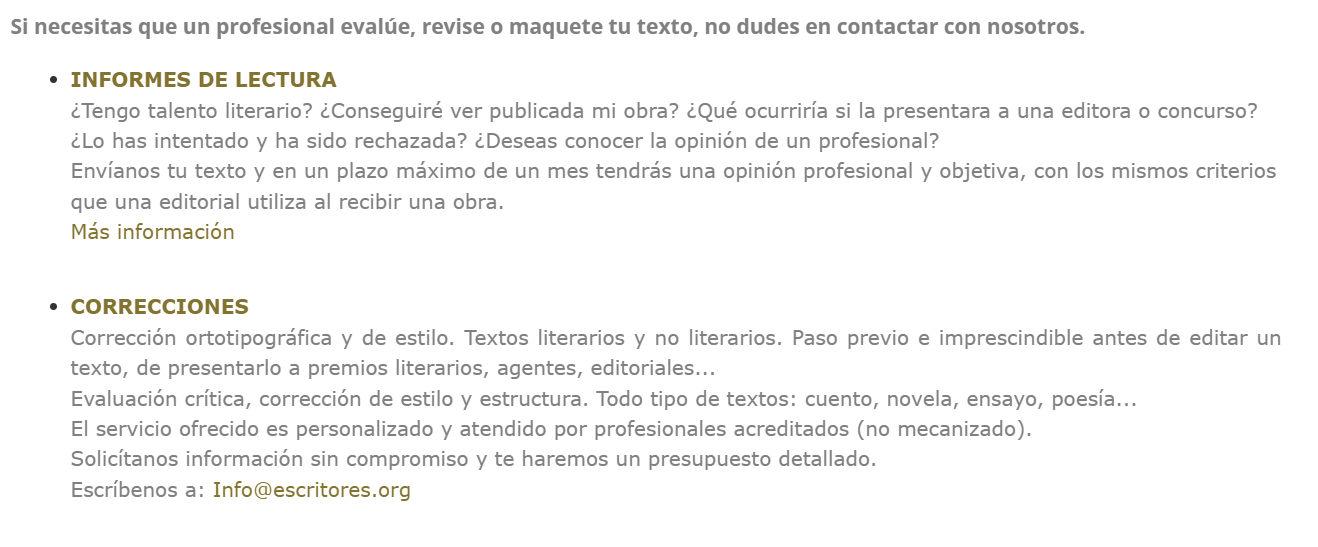 Si necesitas que un profesional evalúe, revise o maquete tu texto, no dudes en contactar con nosotros.
INFORMES DE LECTURA
¿Tengo talento literario? ¿Conseguiré ver publicada mi obra? ¿Qué ocurriría si la presentara a una editora o concurso?
¿Lo has intentado y ha sido rechazada? ¿Deseas conocer la opinión de un profesional?
Envíanos tu texto y en un plazo máximo de un mes tendrás una opinión profesional y objetiva, con los mismos criterios
que una editorial utiliza al recibir una obra.
Más información
CORRECCIONES
Corrección ortotipográfica y de estilo. Textos literarios y no literarios. Paso previo e imprescindible antes de editar un
texto, de presentarlo a premios literarios, agentes, editoriales...
Evaluación crítica, corrección de estilo y estructura. Todo tipo de textos: cuento, novela, ensayo, poesía...
El servicio ofrecido es personalizado y atendido por profesionales acreditados (no mecanizado).
Solicítanos información sin compromiso y te haremos un presupuesto detallado.
Escríbenos a: Info@escritores.org